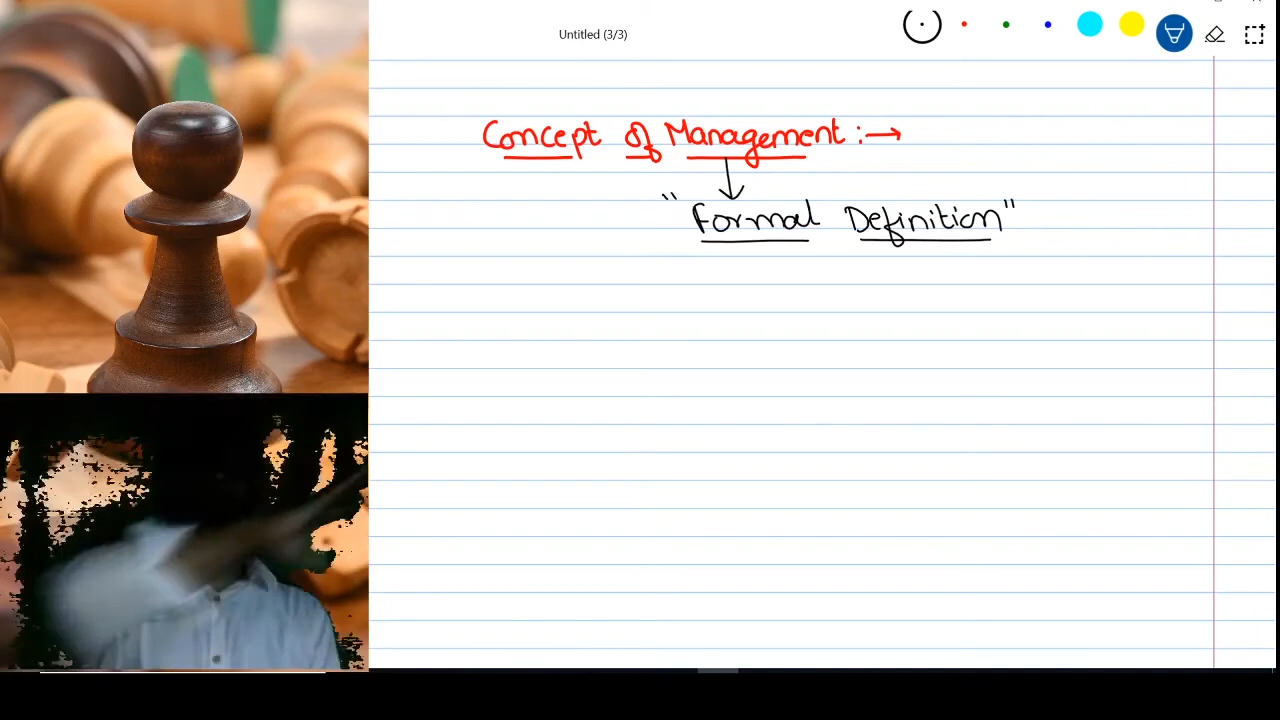 Untitled (3/3)
Concept of Management :→
"Formal Definition"